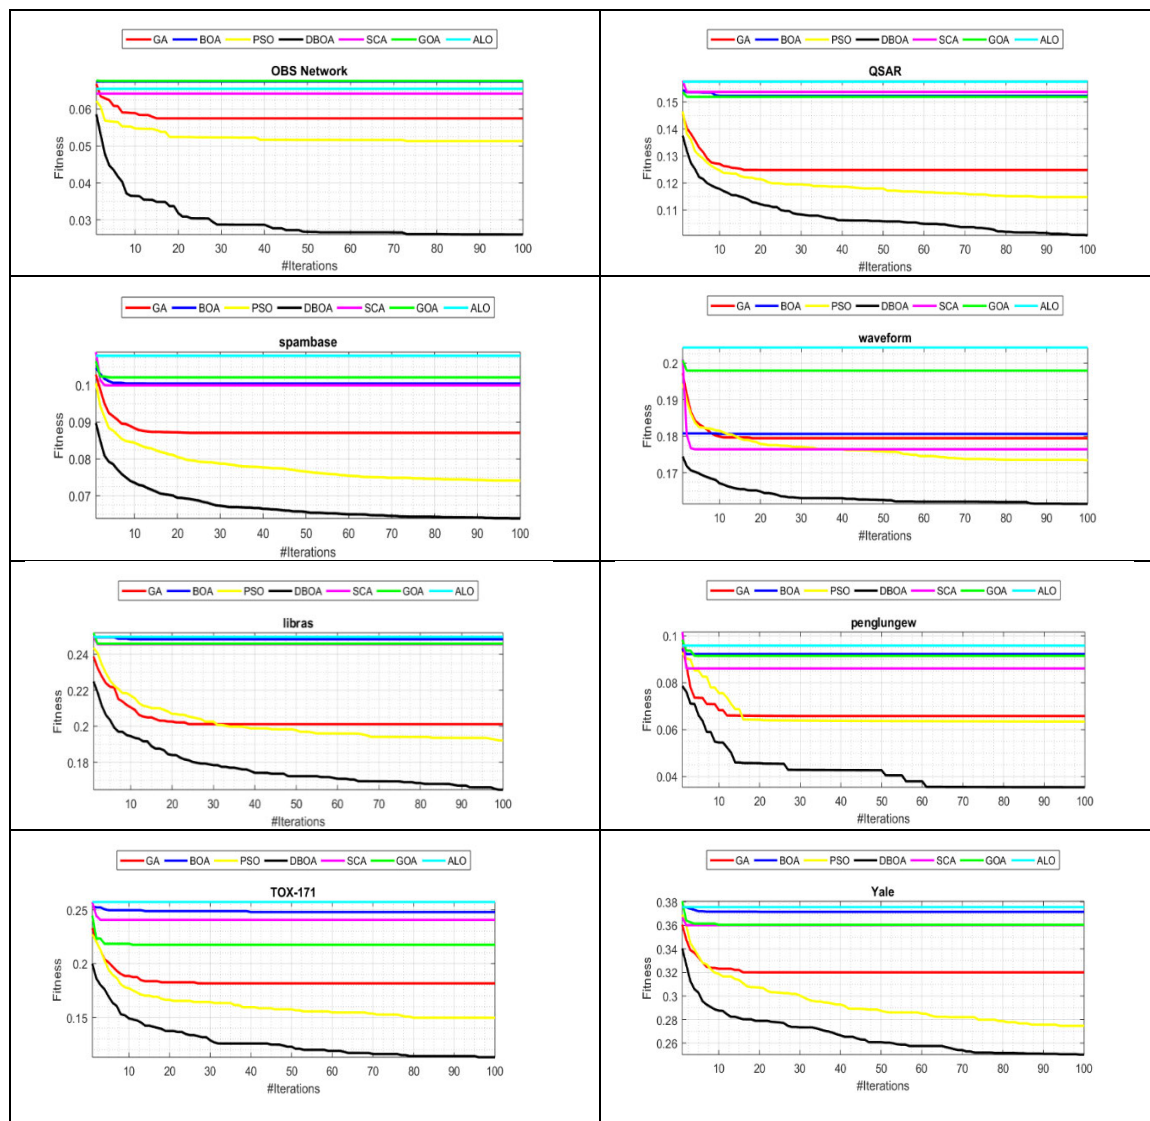 GA BOA PSO DBOA SCA GOA ALO
OBS Network
Fitness
0.06
0.05
0.04
0.03
10 20 30 40 50 60 70 80 90 100
#Iterations
GA BOA PSO DBOA SCA GOA ALO
QSAR
Fitness
0.15
0.14
0.13
0.12
0.11
10 20 30 40 50 60 70 80 90 100
#Iterations
GA BOA PSO DBOA SCA GOA ALO
spambase
Fitness
0.1
0.09
0.08
0.07
10 20 30 40 50 60 70 80 90 100
#Iterations
GA BOA PSO DBOA SCA GOA ALO
waveform
Fitness
0.2
0.19
0.18
0.17
10 20 30 40 50 60 70 80 90 100
#Iterations
GA BOA PSO DBOA SCA GOA ALO
libras
Fitness
0.24
0.22
0.2
0.18
10 20 30 40 50 60 70 80 90 100
#Iterations
GA BOA PSO DBOA SCA GOA ALO
penglungew
Fitness
0.1
0.08
0.06
0.04
10 20 30 40 50 60 70 80 90 100
#Iterations
GA BOA PSO DBOA SCA GOA ALO
TOX-171
Fitness
0.25
0.2
0.15
10 20 30 40 50 60 70 80 90 100
#Iterations
GA BOA PSO DBOA SCA GOA ALO
Yale
Fitness
0.38
0.36
0.34
0.32
0.3
0.28
0.26
10 20 30 40 50 60 70 80 90 100
#Iterations